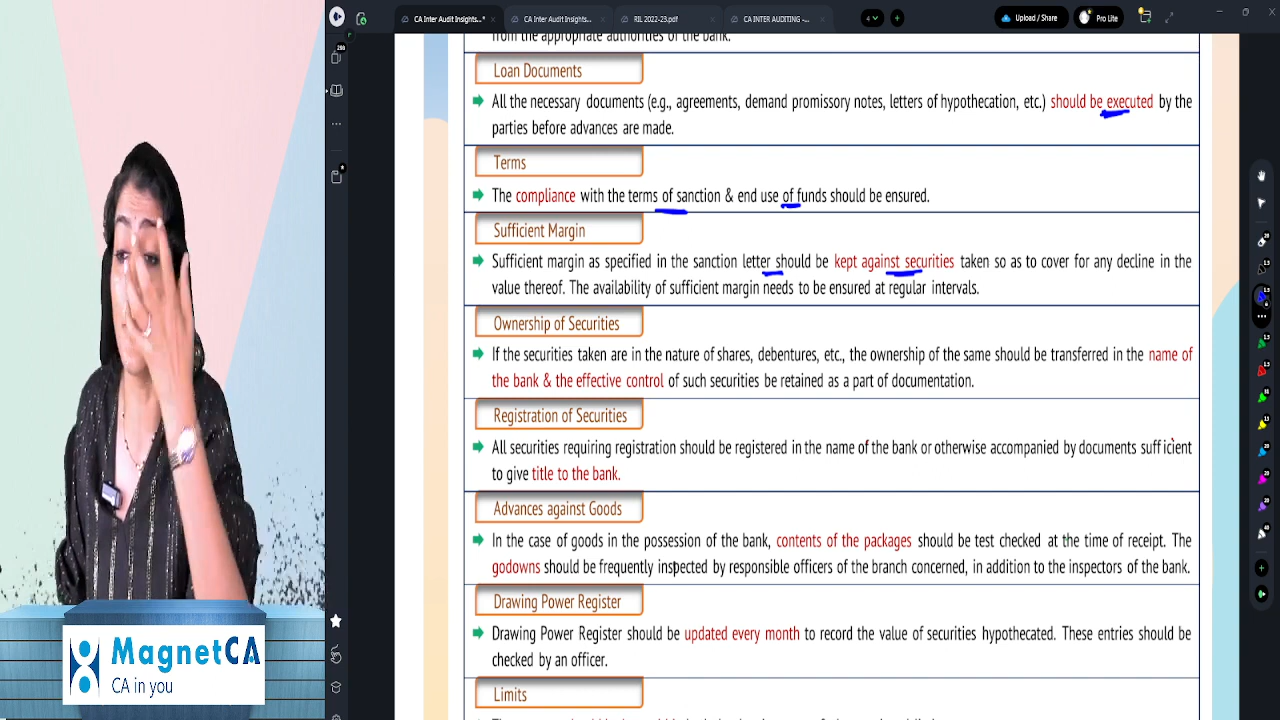 CA Inter Audit Insights...*
CA Inter Audit Insights...
RIL 2022-23.pdf
CA INTER AUDITING -...
4
Upload / Share
Pro Lite
from the appropriate authorities of the bank.
Loan Documents
All the necessary documents (e.g., agreements, demand promissory notes, letters of hypothecation, etc.) should be executed by the
parties before advances are made.
Terms
The compliance with the terms of sanction & end use of funds should be ensured.
Sufficient Margin
Sufficient margin as specified in the sanction letter should be kept against securities taken so as to cover for any decline in the
value thereof. The availability of sufficient margin needs to be ensured at regular intervals.
Ownership of Securities
If the securities taken are in the nature of shares, debentures, etc., the ownership of the same should be transferred in the name of
the bank & the effective control of such securities be retained as a part of documentation.
Registration of Securities
All securities requiring registration should be registered in the name of the bank or otherwise accompanied by documents sufficient
to give title to the bank.
Advances against Goods
In the case of goods in the possession of the bank, contents of the packages should be test checked at the time of receipt. The
godowns should be frequently inspected by responsible officers of the branch concerned, in addition to the inspectors of the bank.
Drawing Power Register
Drawing Power Register should be updated every month to record the value of securities hypothecated. These entries should be
checked by an officer.
Limits
MagnetCA
CA in you